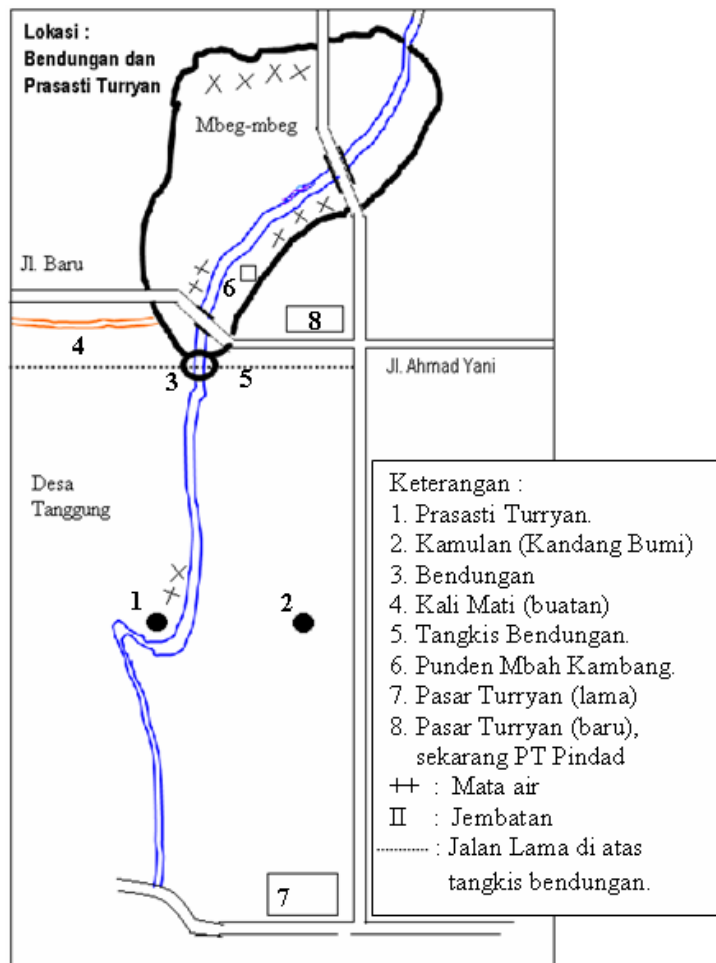 Lokasi :
Bendungan dan
Prasasti Turryan
Mbeg-mbeg
Jl. Baru
6
8
4
3
5
Jl. Ahmad Yani
Desa
Tanggung
1
2
7
Keterangan :
1. Prasasti Turryan.
2. Kamulan (Kandang Bumi)
3. Bendungan
4. Kali Mati (buatan)
5. Tangkis Bendungan.
6. Punden Mbah Kambang.
7. Pasar Turryan (lama)
8. Pasar Turryan (baru),
sekarang PT Pindad
++ : Mata air
II : Jembatan
............ : Jalan Lama di atas
tangkis bendungan.